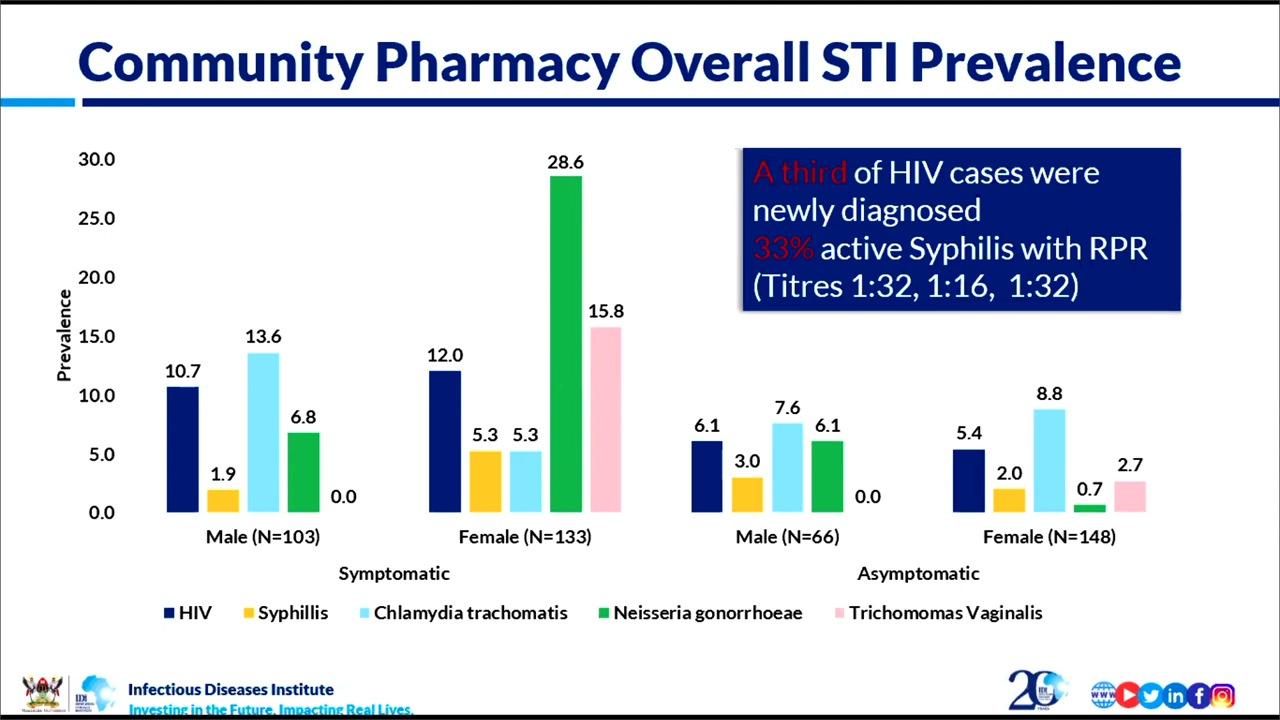 Community Pharmacy Overall STI Prevalence
A third of HIV cases were
newly diagnosed
33% active Syphilis with RPR
(Titres 1:32, 1:16, 1:32)
Prevalence
30.0
25.0
20.0
15.0
10.0
5.0
0.0
10.7
1.9
13.6
6.8
0.0
12.0
5.3
5.3
28.6
15.8
6.1
3.0
7.6
6.1
0.0
5.4
2.0
8.8
0.7
2.7
Male (N=103)
Female (N=133)
Male (N=66)
Female (N=148)
Symptomatic
Asymptomatic
HIV
Syphillis
Chlamydia trachomatis
Neisseria gonorrhoeae
Trichomomas Vaginalis
Infectious Diseases Institute
Investing in the Future. Impacting Real Lives.
20
IDI